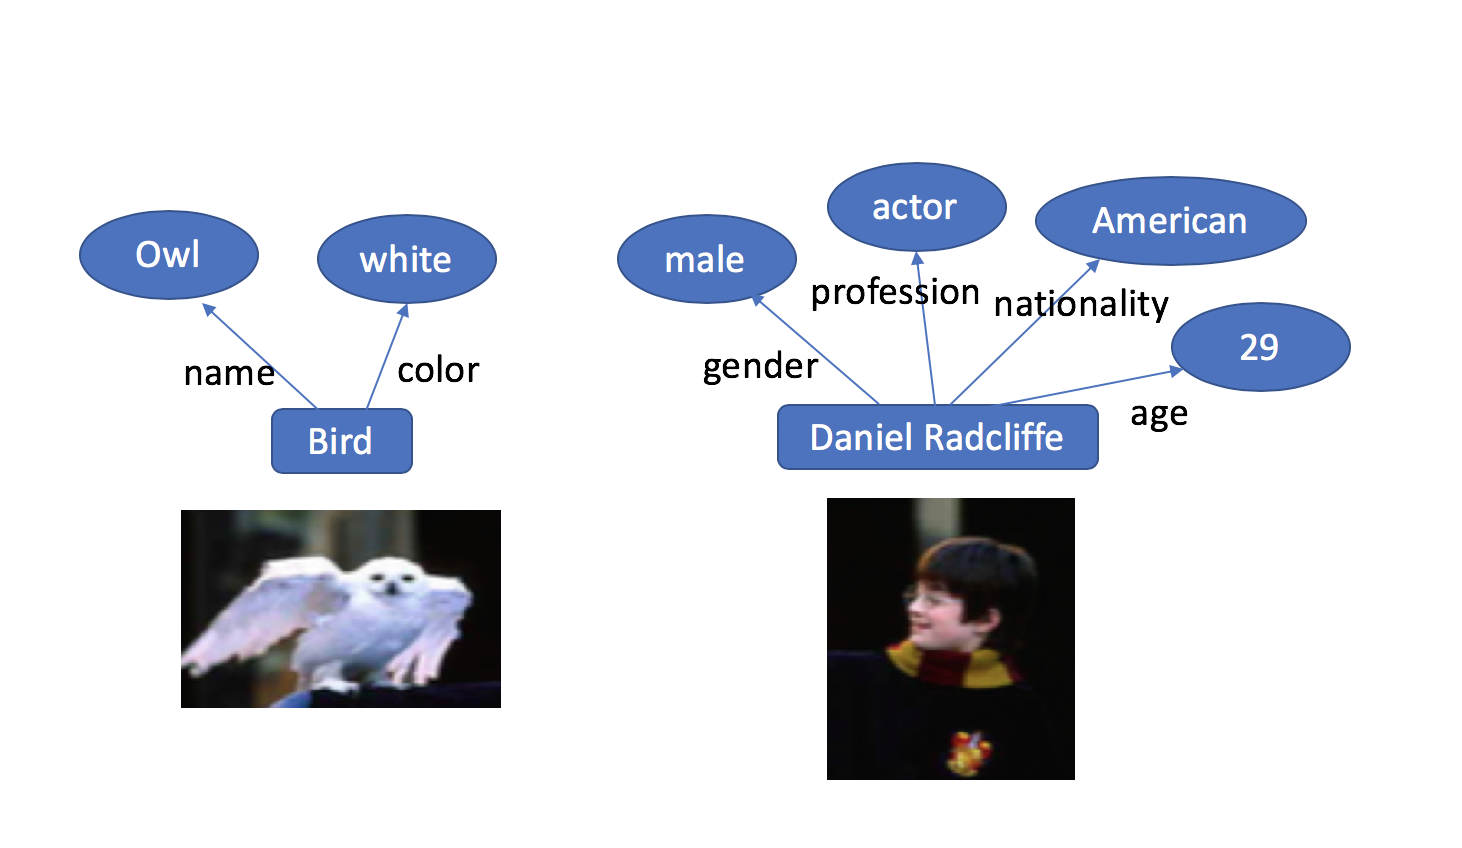 Owl
white
name
color
Bird
male
actor
American
29
gender
profession
nationality
age
Daniel Radcliffe